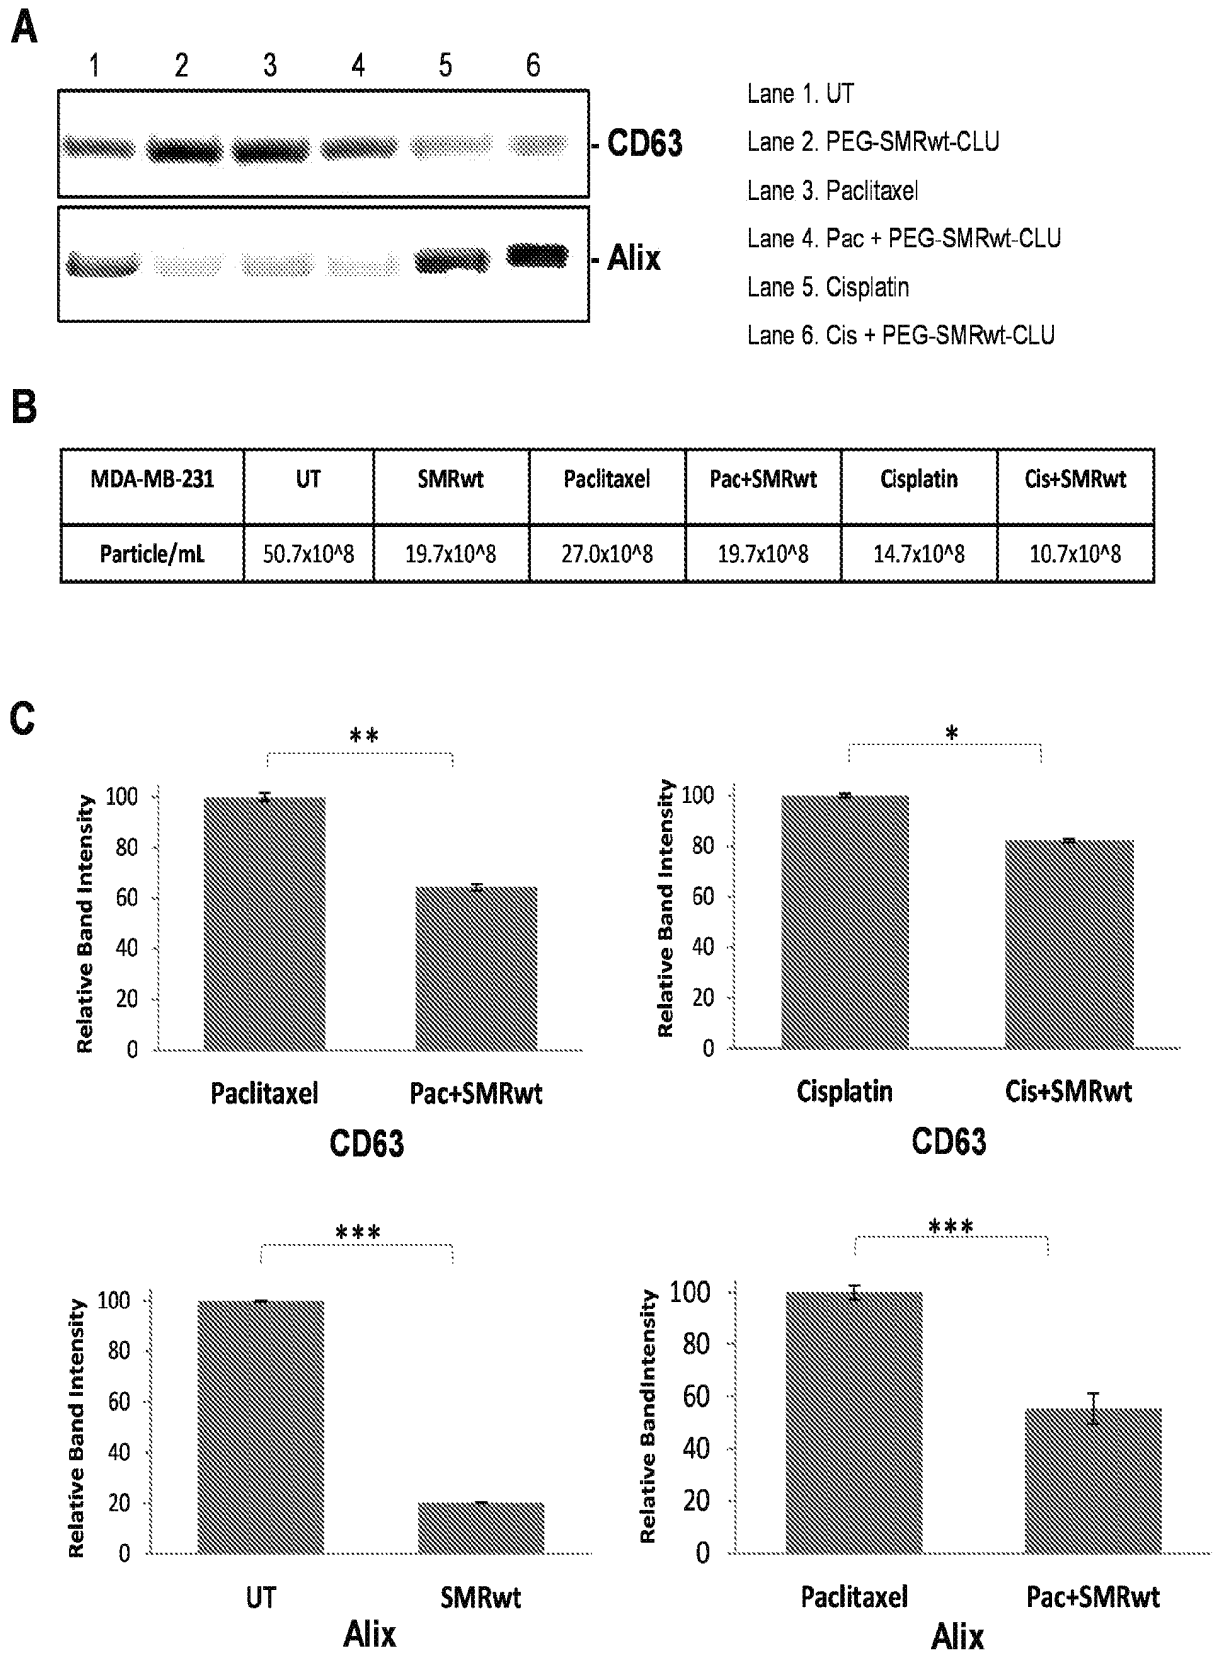 A
1 2 3 4 5 6
- CD63
- Alix
Lane 1. UT
Lane 2. PEG-SMRwt-CLU
Lane 3. Paclitaxel
Lane 4. Pac + PEG-SMRwt-CLU
Lane 5. Cisplatin
Lane 6. Cis + PEG-SMRwt-CLU
B
MDA-MB-231 UT SMRwt Paclitaxel Pac+SMRwt Cisplatin Cis+SMRwt
Particle/mL 50.7x10^8 19.7x10^8 27.0x10^8 19.7x10^8 14.7x10^8 10.7x10^8
C
**
Relative Band Intensity
100
80
60
40
20
0
Paclitaxel Pac+SMRwt
CD63
*
Relative Band Intensity
100
80
60
40
20
0
Cisplatin Cis+SMRwt
CD63
***
Relative Band Intensity
100
80
60
40
20
0
UT SMRwt
Alix
***
Relative BandIntensity
100
80
60
40
20
0
Paclitaxel Pac+SMRwt
Alix